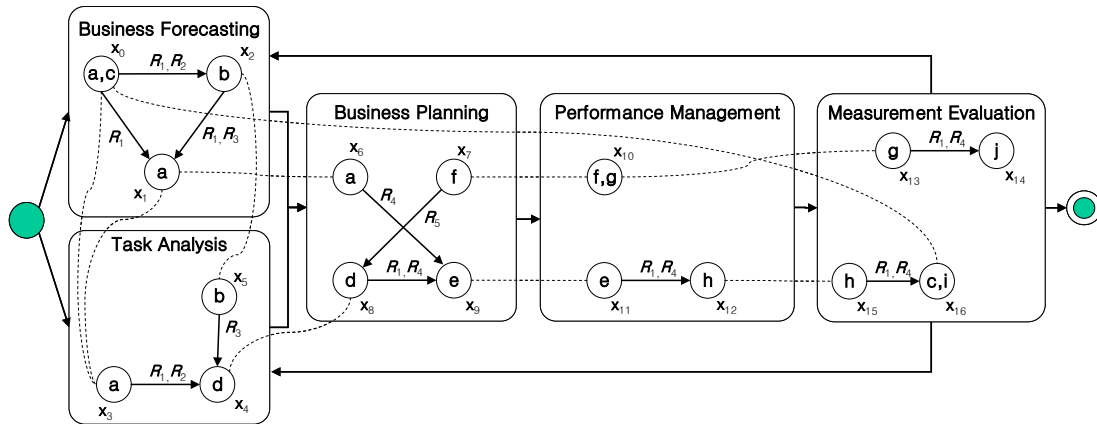 Business Forecasting
x0
x2
a,c
R1,R2
b
R1
R1,R3
a
x1
Task Analysis
b
x5
R3
a
R1,R2
d
x3
x4
Business Planning
x6
x7
a
f
R4
R5
d
R1,R4
e
x8
x9
Performance Management
x10
f,g
e
R1,R4
h
x11
x12
Measurement Evaluation
g
R1,R4
j
x13
x14
h
R1,R4
c,i
x15
x16